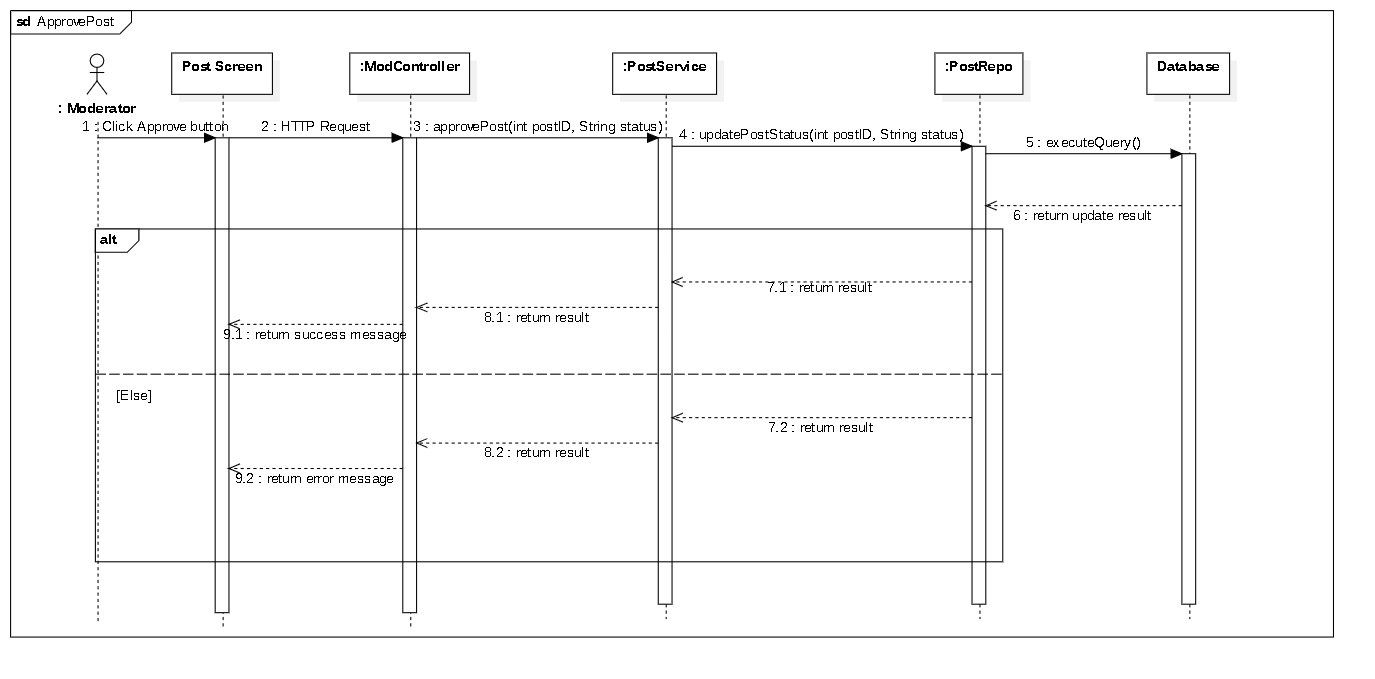 sd ApprovePost
Post Screen
:ModController
:PostService
:PostRepo
Database
: Moderator
1 : Click Approve button
2 : HTTP Request
3 : approvePost(int postID, String status)
4 : updatePostStatus(int postID, String status)
5 : executeQuery()
6 : return update result
alt
7.1 : return result
8.1 : return result
9.1 : return success message
[Else]
7.2 : return result
8.2 : return result
9.2 : return error message